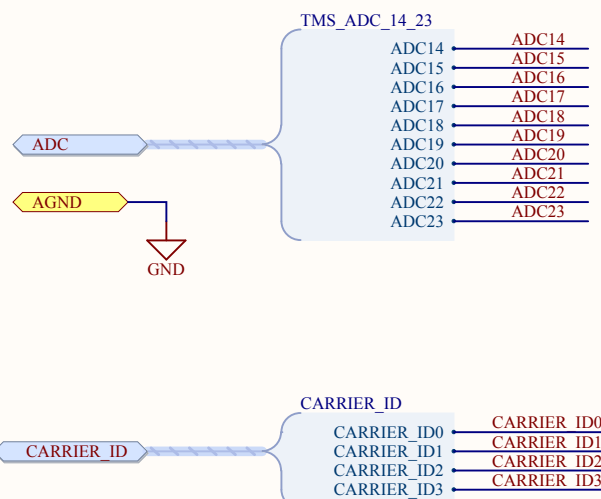 TMS_ADC_14_23
ADC14 ADC14
ADC15 ADC15
ADC16 ADC16
ADC17 ADC17
ADC18 ADC18
ADC ADC19 ADC19
ADC20 ADC20
ADC21 ADC21
AGND ADC22 ADC22
ADC23 ADC23
GND
CARRIER_ID
CARRIER_ID0 CARRIER_ID0
CARRIER_ID CARRIER_ID1 CARRIER_ID1
CARRIER_ID2 CARRIER_ID2
CARRIER_ID3 CARRIER_ID3